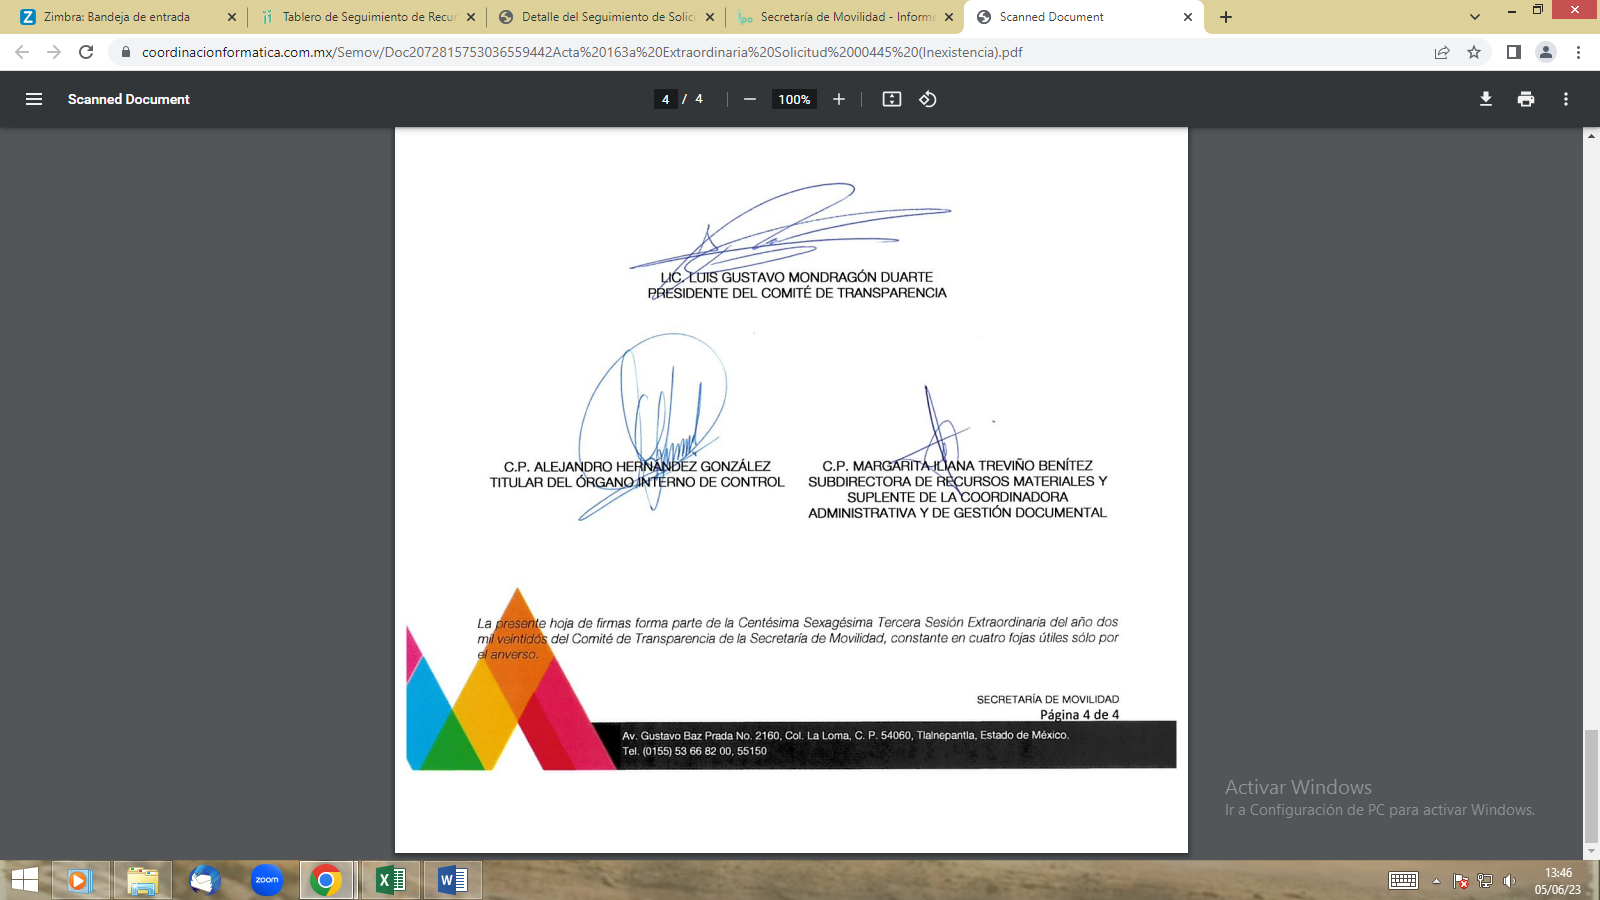 Zimbra: Bandeja de entrada
Tablero de Seguimiento de Recur
Detalle del Seguimiento de Solici
Secretaría de Movilidad - Informe
Scanned Document
coordinacionformatica.com.mx/Semov/Doc2072815753036559442Acta%20163a%20Extraordinaria%20Solicitud%2000445%20(Inexistencia).pdf
Scanned Document
4 / 4
100%
LIC. LUIS GUSTAVO MONDRAGÓN DUARTE
PRESIDENTE DEL COMITÉ DE TRANSPARENCIA
C.P. ALEJANDRO HERNÁNDEZ GONZÁLEZ
TITULAR DEL ÓRGANO INTERNO DE CONTROL
C.P. MARGARITA ILIANA TREVIÑO BENÍTEZ
SUBDIRECTORA DE RECURSOS MATERIALES Y
SUPLENTE DE LA COORDINADORA
ADMINISTRATIVA Y DE GESTIÓN DOCUMENTAL
La presente hoja de firmas forma parte de la Centésima Sexagésima Tercera Sesión Extraordinaria del año dos
mil veintidós del Comité de Transparencia de la Secretaría de Movilidad, constante en cuatro fojas útiles sólo por
el anverso.
SECRETARÍA DE MOVILIDAD
Página 4 de 4
Av. Gustavo Baz Prada No. 2160, Col. La Loma, C. P. 54060, Tlalnepantla, Estado de México.
Tel. (0155) 53 66 82 00, 55150
Activar Windows
Ir a Configuración de PC para activar Windows.
zoom
13:46
05/06/23